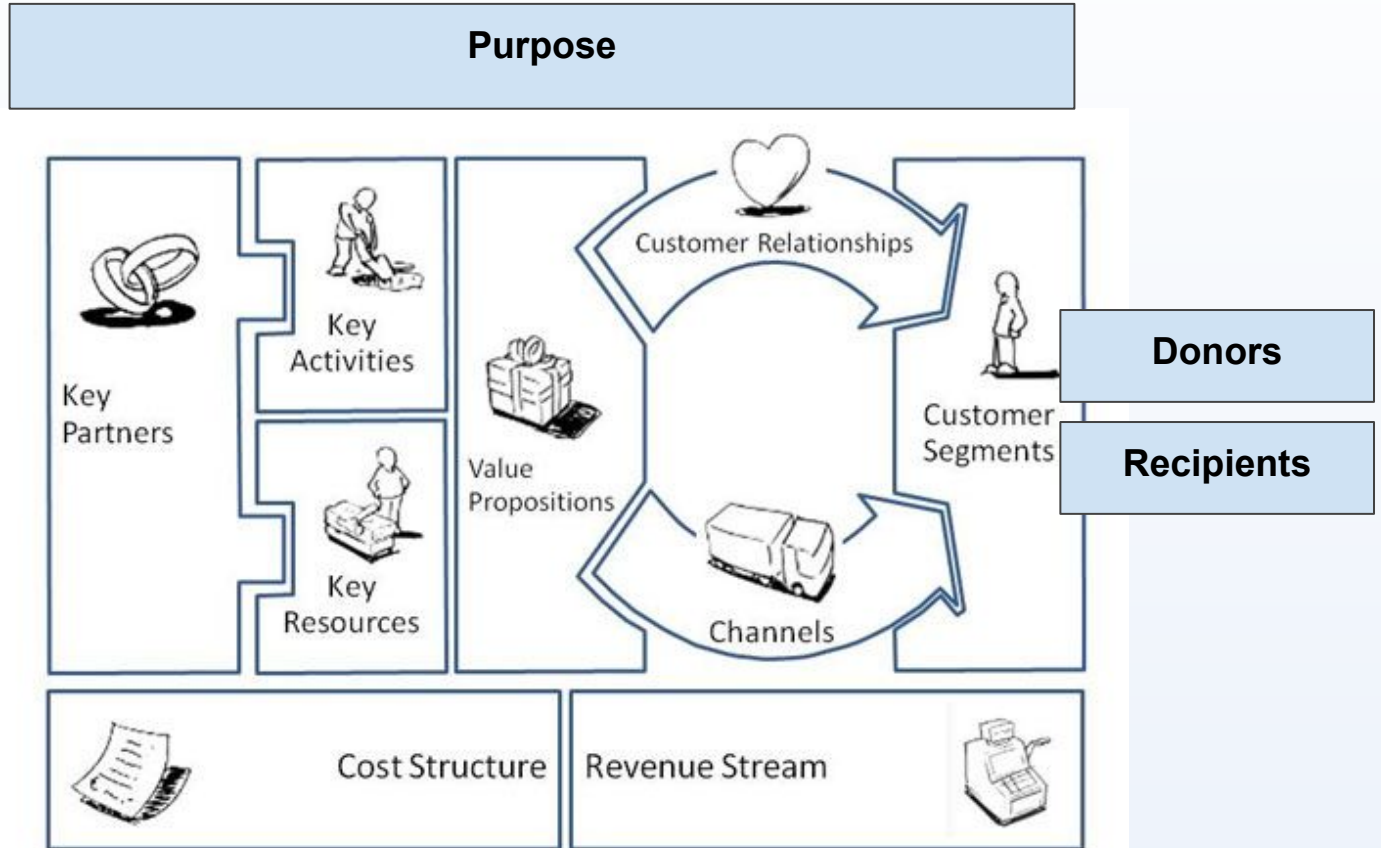 Purpose
Key
Partners
Key
Activities
Key
Resources
Value
Propositions
Customer Relationships
Channels
Customer
Segments
Donors
Recipients
Cost Structure
Revenue Stream